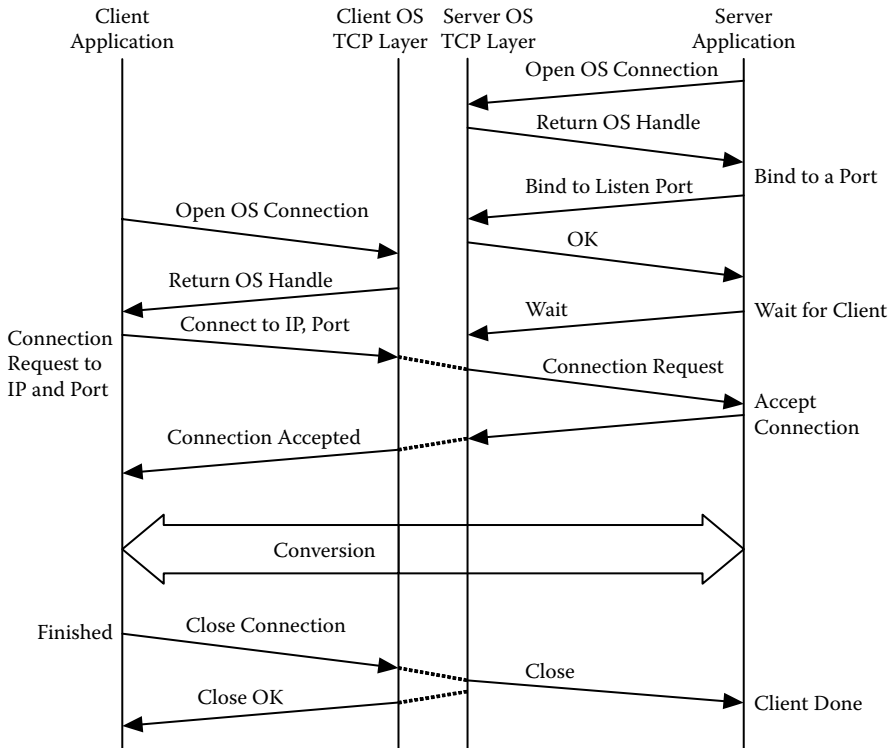 Client
Application
Client OS
TCP Layer
Server OS
TCP Layer
Server
Application
Open OS Connection
Return OS Handle
Bind to a Port
Bind to Listen Port
Open OS Connection
OK
Return OS Handle
Wait
Wait for Client
Connect to IP, Port
Connection
Request to
IP and Port
Connection Request
Accept
Connection
Connection Accepted
Conversion
Finished
Close Connection
Close
Close OK
Client Done